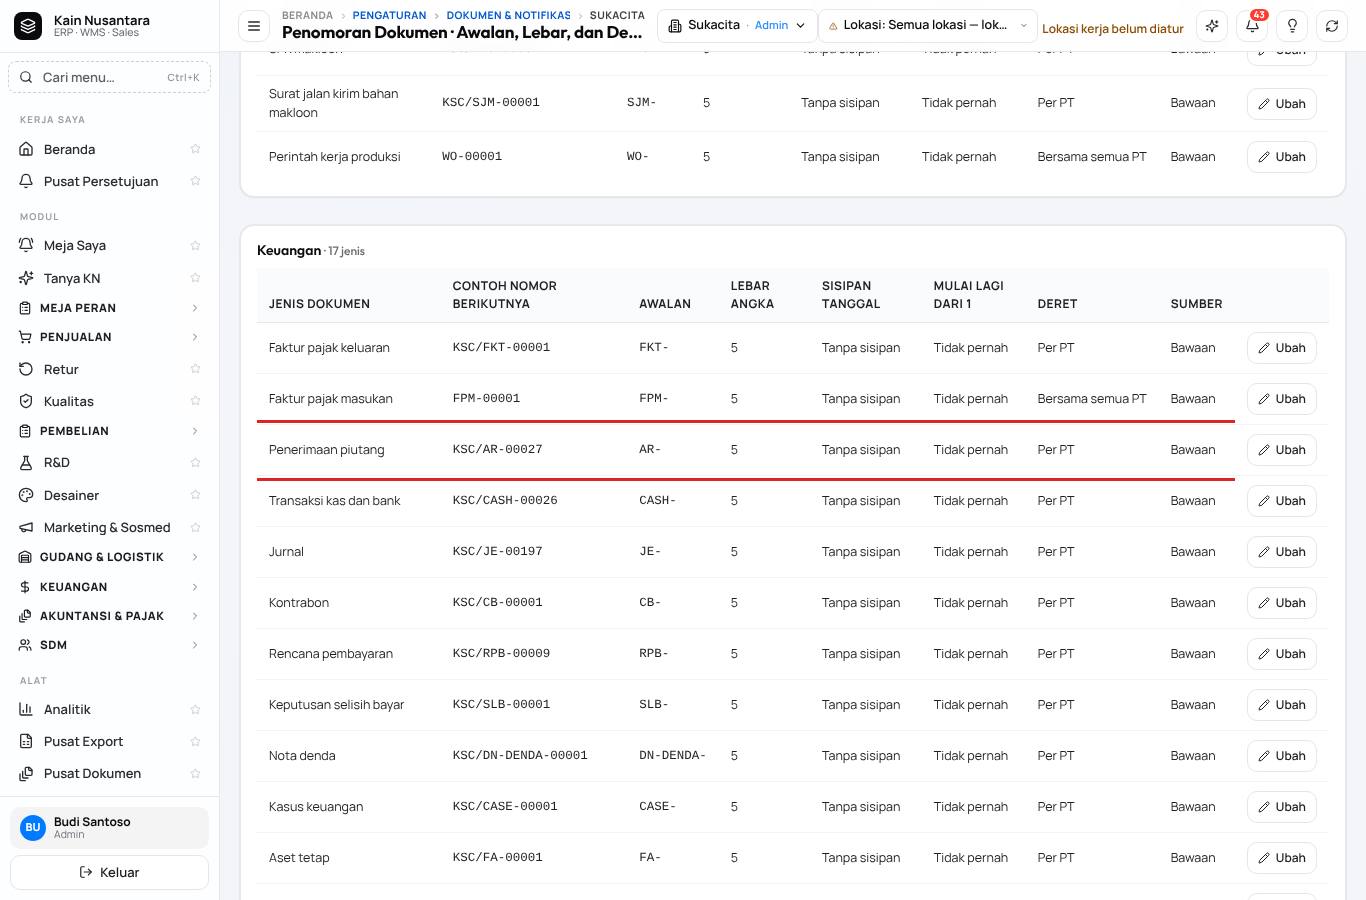 Kain Nusantara
ERP · WMS · Sales
Cari menu... Ctrl+K
KERJA SAYA
Beranda
Pusat Persetujuan
MODUL
Meja Saya
Tanya KN
MEJA PERAN
PENJUALAN
Retur
Kualitas
PEMBELIAN
R&D
Desainer
Marketing & Sosmed
GUDANG & LOGISTIK
KEUANGAN
AKUNTANSI & PAJAK
SDM
ALAT
Analitik
Pusat Export
Pusat Dokumen
BU Budi Santoso
Admin
Keluar
BERANDA › PENGATURAN › DOKUMEN & NOTIFIKAS › SUKACITA
Penomoran Dokumen · Awalan, Lebar, dan De...
Sukacita · Admin
Lokasi: Semua lokasi — lok...
Lokasi kerja belum diatur
43
Surat jalan kirim bahan makloon KSC/SJM-00001 SJM- 5 Tanpa sisipan Tidak pernah Per PT Bawaan Ubah
Perintah kerja produksi WO-00001 WO- 5 Tanpa sisipan Tidak pernah Bersama semua PT Bawaan Ubah
Keuangan · 17 jenis
JENIS DOKUMEN CONTOH NOMOR BERIKUTNYA AWALAN LEBAR ANGKA SISIPAN TANGGAL MULAI LAGI DARI 1 DERET SUMBER
Faktur pajak keluaran KSC/FKT-00001 FKT- 5 Tanpa sisipan Tidak pernah Per PT Bawaan Ubah
Faktur pajak masukan FPM-00001 FPM- 5 Tanpa sisipan Tidak pernah Bersama semua PT Bawaan Ubah
Penerimaan piutang KSC/AR-00027 AR- 5 Tanpa sisipan Tidak pernah Per PT Bawaan Ubah
Transaksi kas dan bank KSC/CASH-00026 CASH- 5 Tanpa sisipan Tidak pernah Per PT Bawaan Ubah
Jurnal KSC/JE-00197 JE- 5 Tanpa sisipan Tidak pernah Per PT Bawaan Ubah
Kontrabon KSC/CB-00001 CB- 5 Tanpa sisipan Tidak pernah Per PT Bawaan Ubah
Rencana pembayaran KSC/RPB-00009 RPB- 5 Tanpa sisipan Tidak pernah Per PT Bawaan Ubah
Keputusan selisih bayar KSC/SLB-00001 SLB- 5 Tanpa sisipan Tidak pernah Per PT Bawaan Ubah
Nota denda KSC/DN-DENDA-00001 DN-DENDA- 5 Tanpa sisipan Tidak pernah Per PT Bawaan Ubah
Kasus keuangan KSC/CASE-00001 CASE- 5 Tanpa sisipan Tidak pernah Per PT Bawaan Ubah
Aset tetap KSC/FA-00001 FA- 5 Tanpa sisipan Tidak pernah Per PT Bawaan Ubah